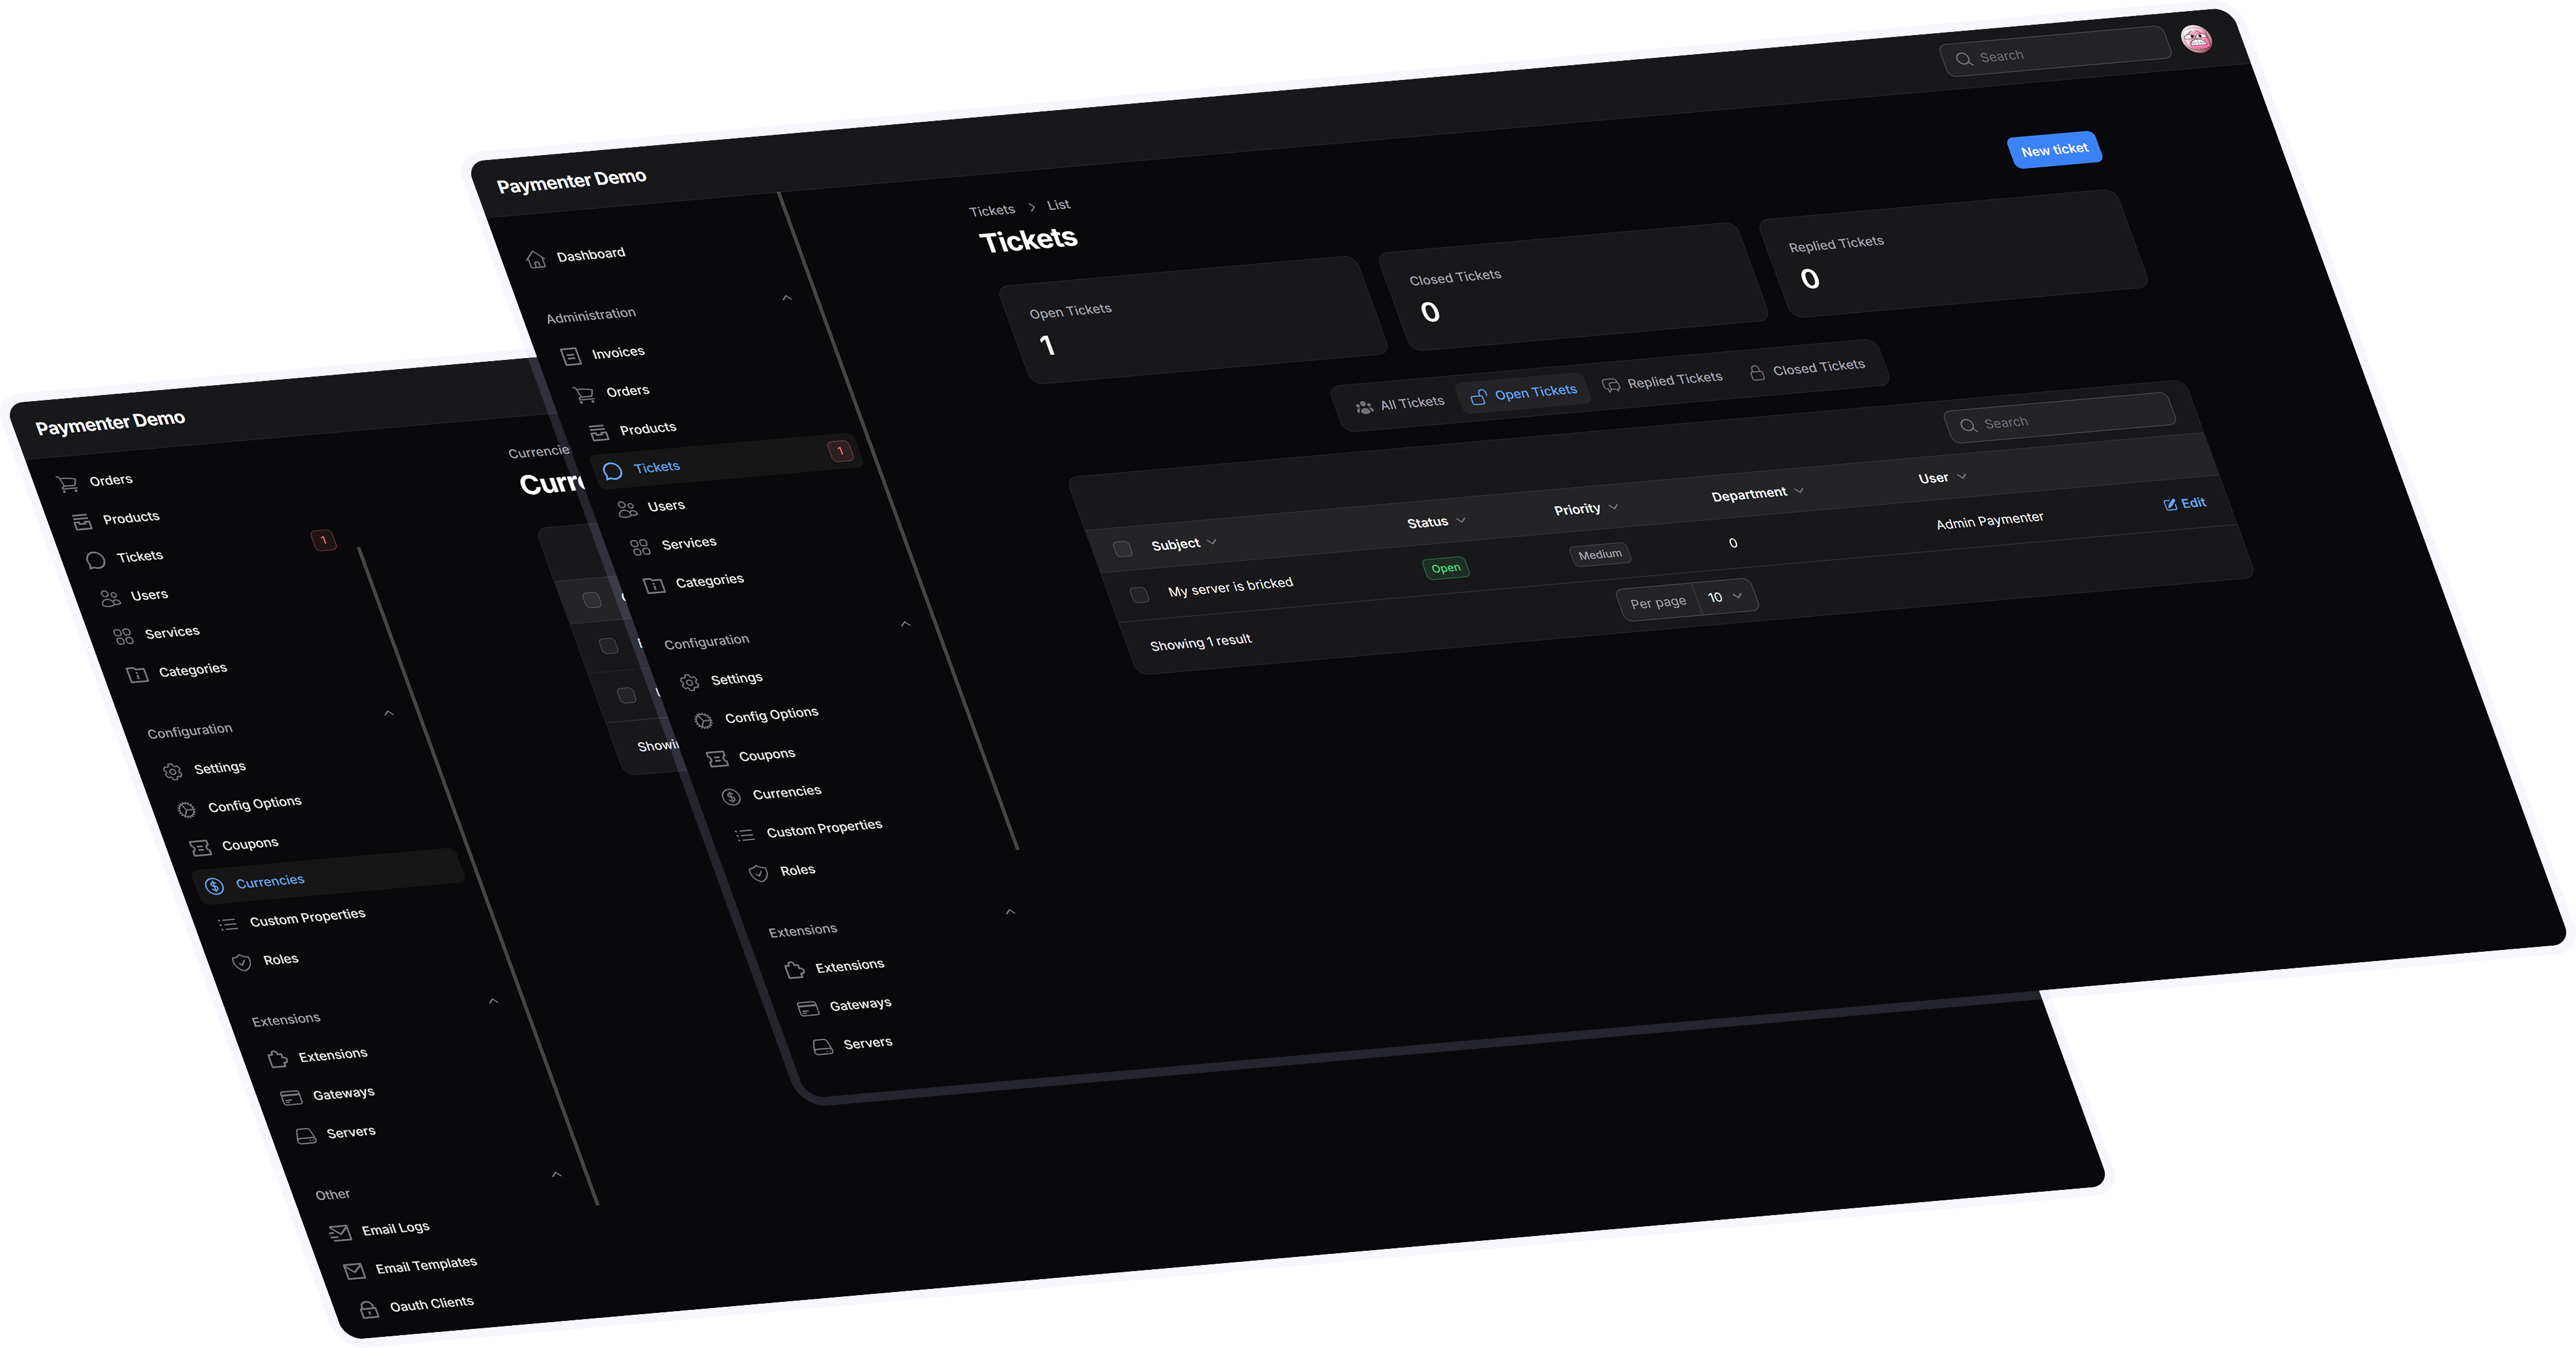 Search
Paymenter Demo
New ticket
Dashboard
Administration
Invoices
Orders
Products
Tickets 1
Users
Services
Categories
Configuration
Settings
Config Options
Coupons
Currencies
Custom Properties
Roles
Extensions
Extensions
Gateways
Servers
Tickets List
Tickets
Open Tickets
1
Closed Tickets
0
Replied Tickets
0
All Tickets Open Tickets Replied Tickets Closed Tickets
Search
Subject Status Priority Department User
My server is bricked Open Medium 0 Admin Paymenter Edit
Showing 1 result Per page 10
Paymenter Demo
Orders
Products
Tickets 1
Users
Services
Categories
Configuration
Settings
Config Options
Coupons
Currencies
Custom Properties
Roles
Extensions
Extensions
Gateways
Servers
Other
Email Logs
Email Templates
Oauth Clients